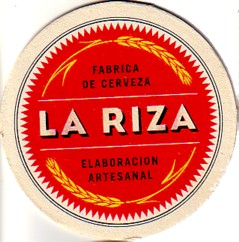 FABRICA
DE CERVEZA
LA RIZA
ELABORACION
ARTESANAL